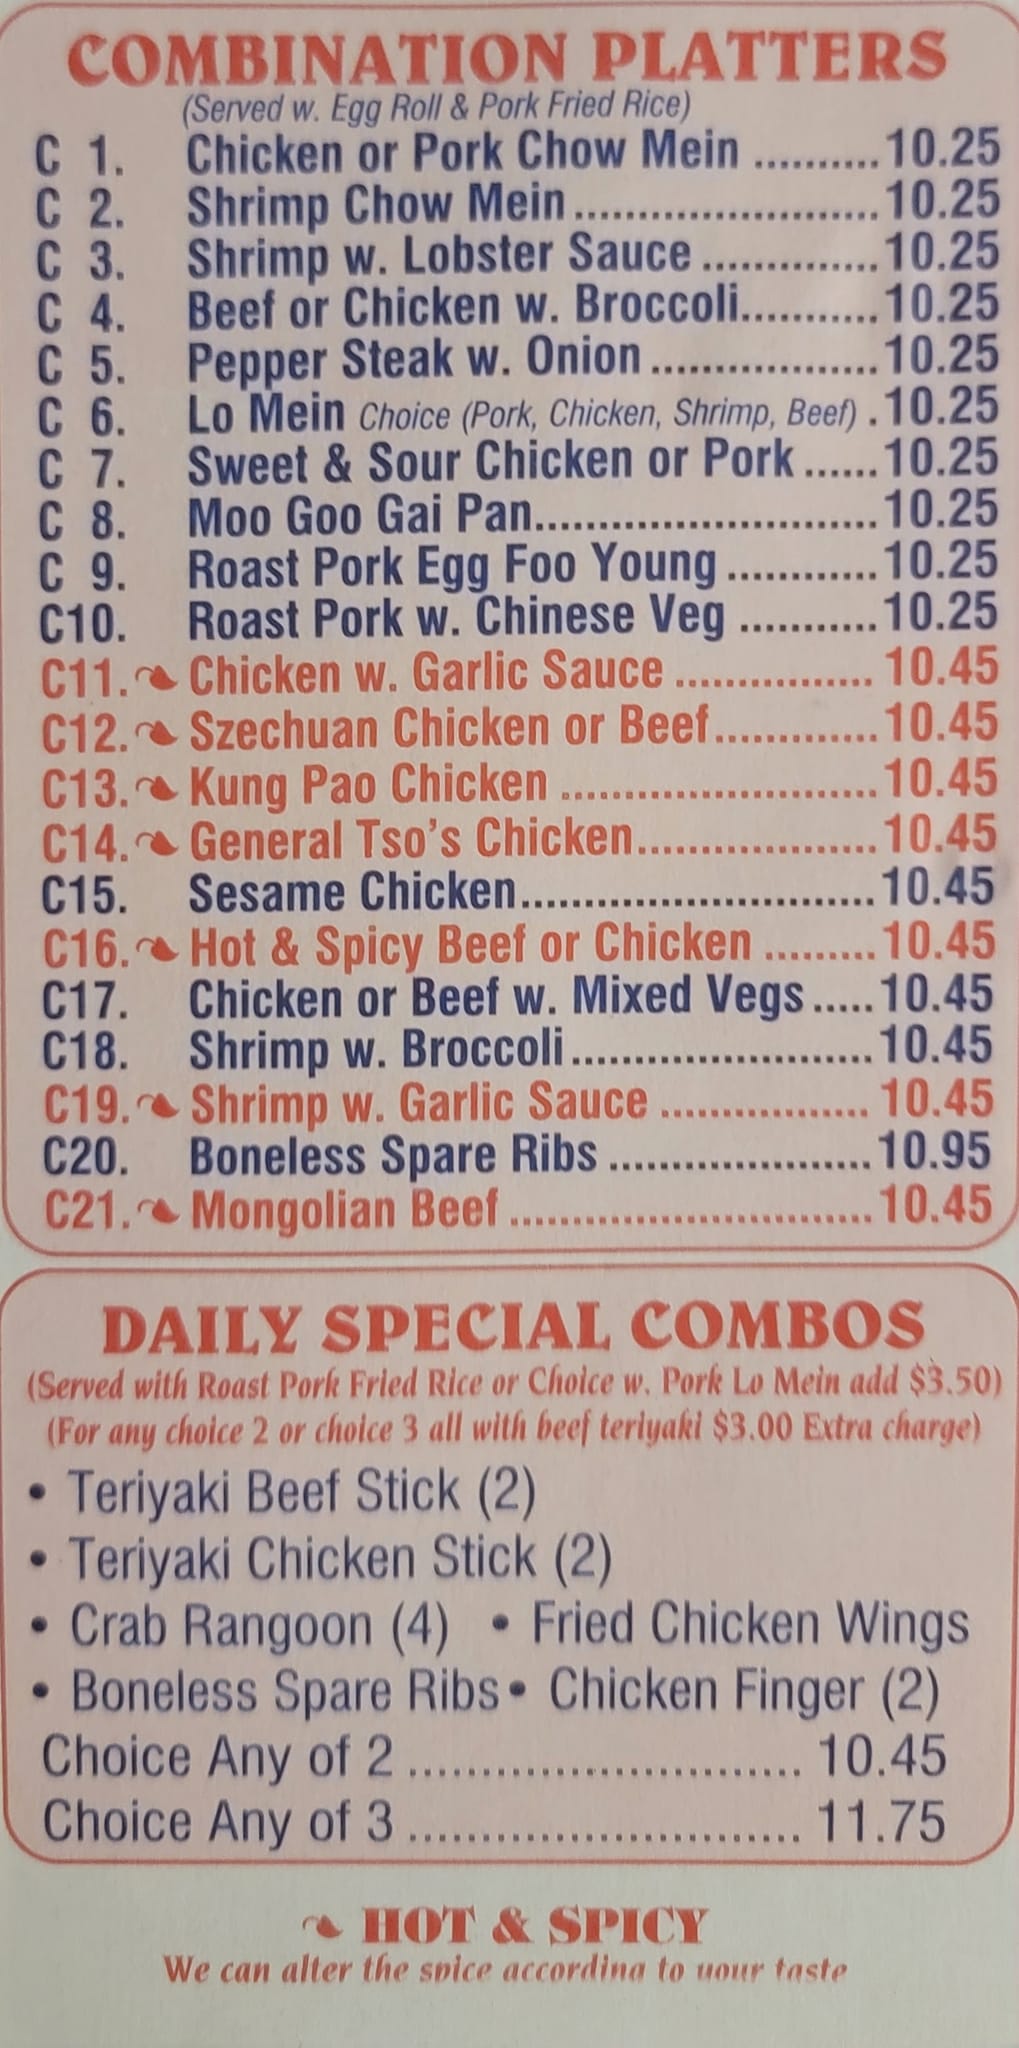 COMBINATION PLATTERS
(Served w. Egg Roll & Pork Fried Rice)
C 1. Chicken or Pork Chow Mein ..........10.25
C 2. Shrimp Chow Mein........................10.25
C 3. Shrimp w. Lobster Sauce ..............10.25
C 4. Beef or Chicken w. Broccoli...........10.25
C 5. Pepper Steak w. Onion ..................10.25
C 6. Lo Mein Choice (Pork, Chicken, Shrimp, Beef) .10.25
C 7. Sweet & Sour Chicken or Pork ......10.25
C 8. Moo Goo Gai Pan...........................10.25
C 9. Roast Pork Egg Foo Young ............10.25
C10. Roast Pork w. Chinese Veg ...........10.25
C11. Chicken w. Garlic Sauce ................ 10.45
C12. Szechuan Chicken or Beef.............10.45
C13. Kung Pao Chicken .........................10.45
C14. General Tso's Chicken...................10.45
C15. Sesame Chicken............................10.45
C16. Hot & Spicy Beef or Chicken .........10.45
C17. Chicken or Beef w. Mixed Vegs.....10.45
C18. Shrimp w. Broccoli........................10.45
C19. Shrimp w. Garlic Sauce ................. 10.45
C20. Boneless Spare Ribs .....................10.95
C21. Mongolian Beef.............................10.45
DAILY SPECIAL COMBOS
(Served with Roast Pork Fried Rice or Choice w. Pork Lo Mein add $3.50)
(For any choice 2 or choice 3 all with beef teriyaki $3.00 Extra charge)
• Teriyaki Beef Stick (2)
• Teriyaki Chicken Stick (2)
• Crab Rangoon (4) • Fried Chicken Wings
• Boneless Spare Ribs • Chicken Finger (2)
Choice Any of 2 ........................... 10.45
Choice Any of 3 ........................... 11.75
HOT & SPICY
We can alter the spice according to your taste